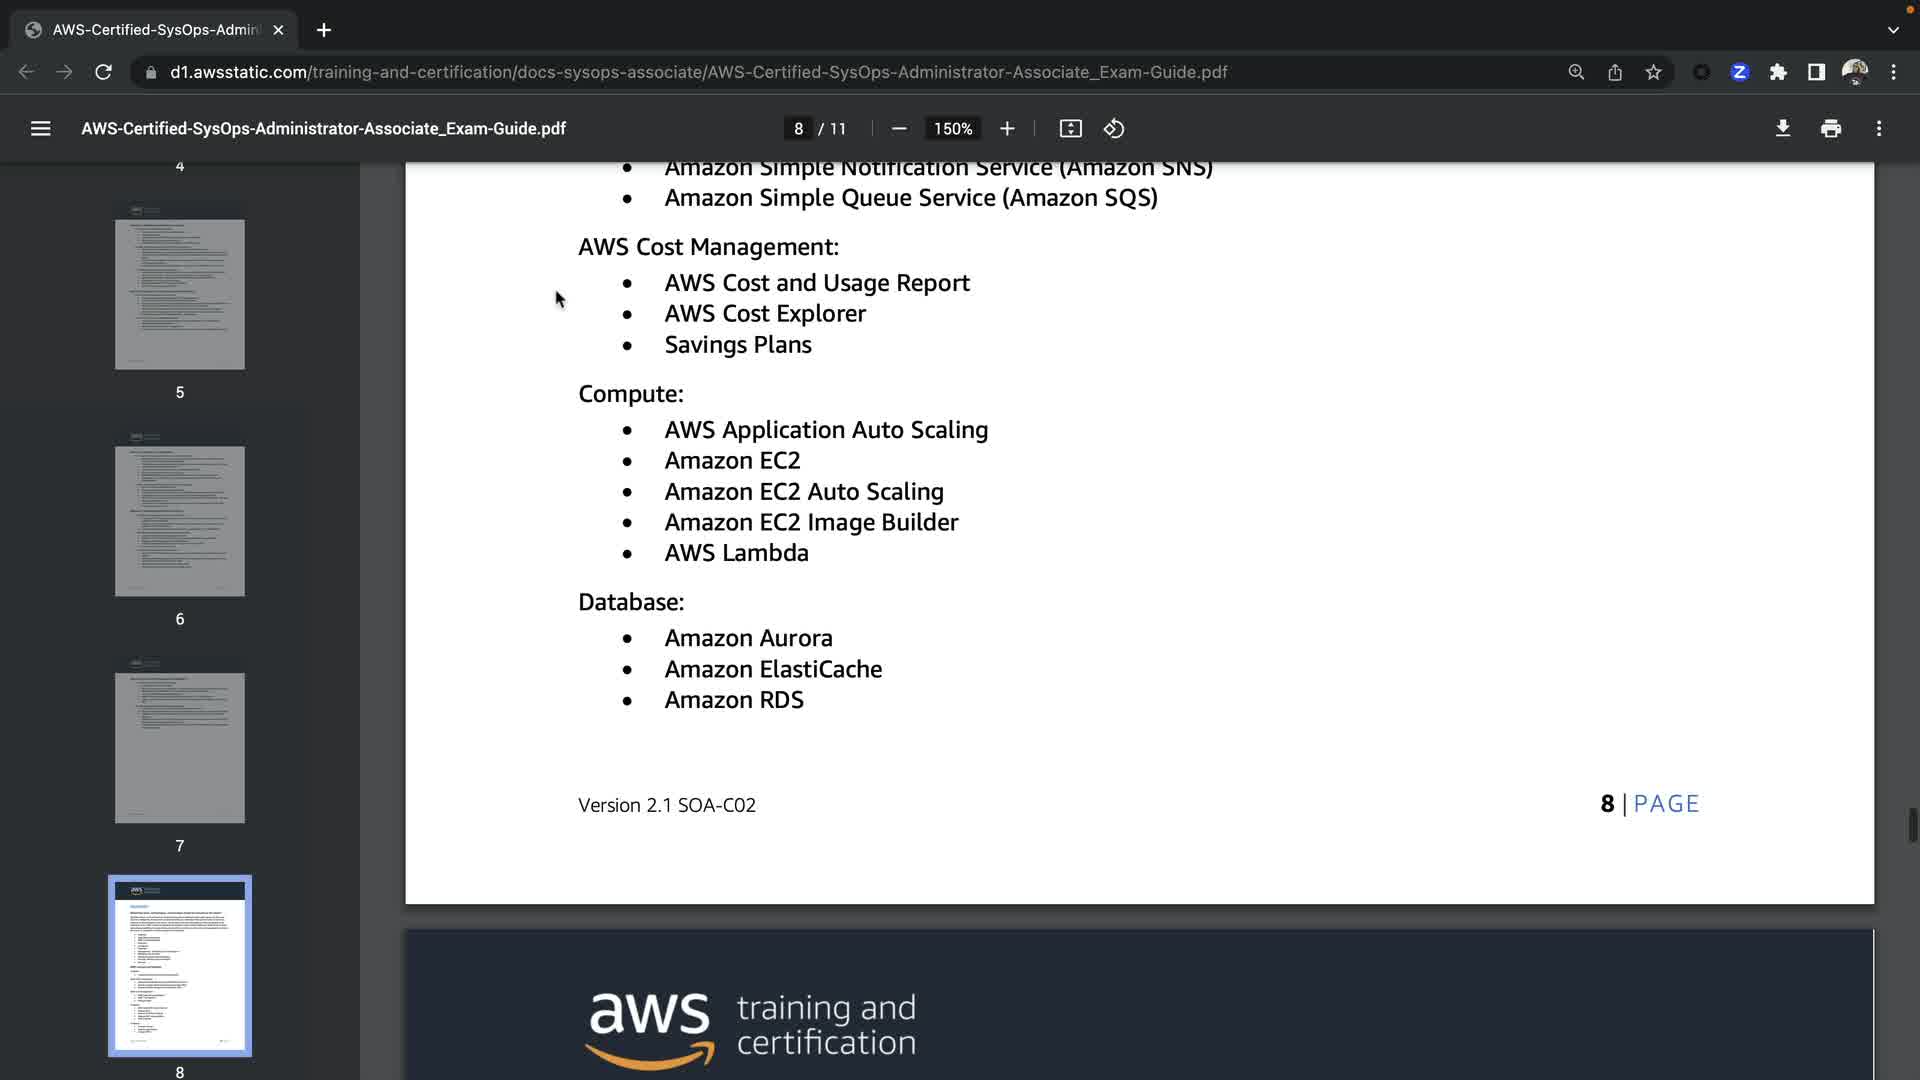 AWS-Certified-SysOps-Admin
d1.awsstatic.com/training-and-certification/docs-sysops-associate/AWS-Certified-SysOps-Administrator-Associate_Exam-Guide.pdf
AWS-Certified-SysOps-Administrator-Associate_Exam-Guide.pdf
8 / 11
150%
4
5
6
7
8
• Amazon Simple Notification Service (Amazon SNS)
• Amazon Simple Queue Service (Amazon SQS)
AWS Cost Management:
• AWS Cost and Usage Report
• AWS Cost Explorer
• Savings Plans
Compute:
• AWS Application Auto Scaling
• Amazon EC2
• Amazon EC2 Auto Scaling
• Amazon EC2 Image Builder
• AWS Lambda
Database:
• Amazon Aurora
• Amazon ElastiCache
• Amazon RDS
Version 2.1 SOA-C02
8 | PAGE
aws training and
certification